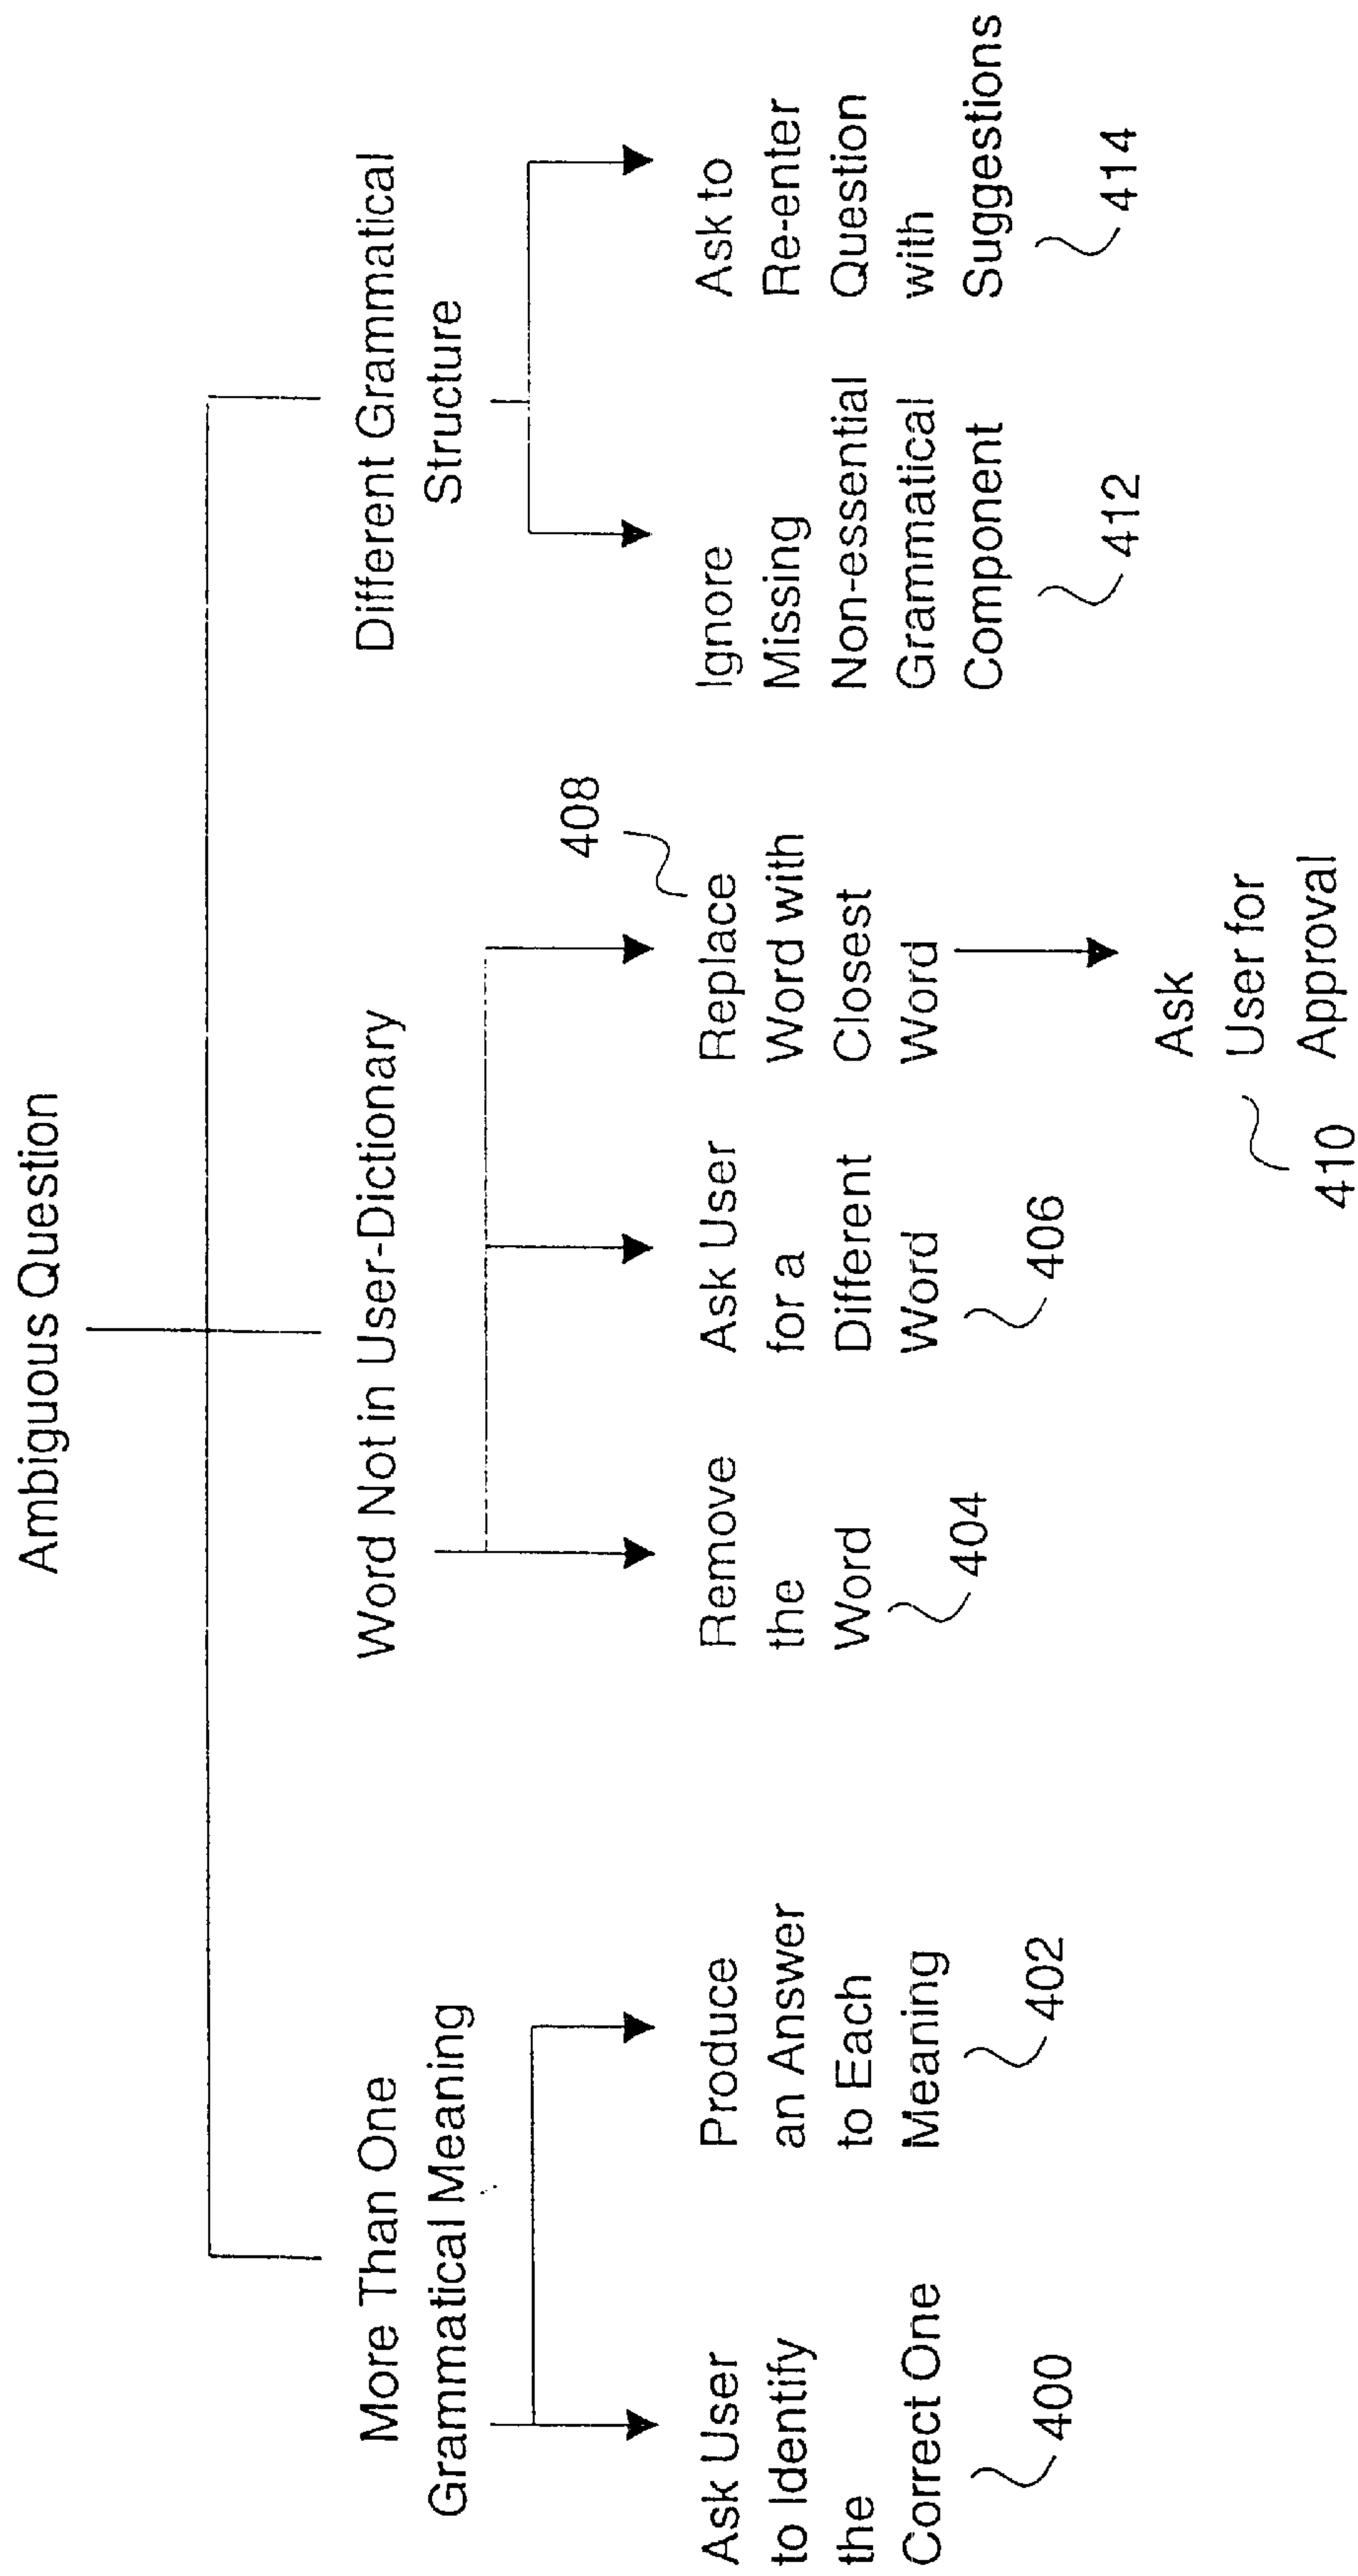 Ambiguous Question
More Than One
Grammatical Meaning
Ask User
to Identify
the
Correct One
400
Produce
an Answer
to Each
Meaning
402
Word Not in User-Dictionary
Remove
the
Word
404
Ask User
for a
Different
Word
406
408
Replace
Word with
Closest
Word
Ask
User for
Approval
410
Different Grammatical
Structure
Ignore
Missing
Non-essential
Grammatical
Component
412
Ask to
Re-enter
Question
with
Suggestions
414